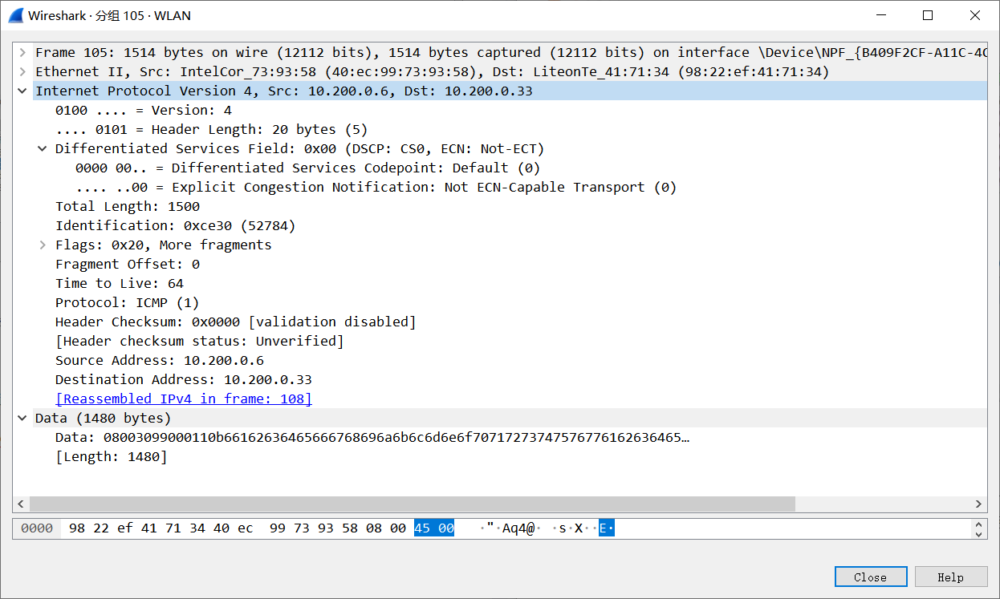 Wireshark · 分组 105 · WLAN
Frame 105: 1514 bytes on wire (12112 bits), 1514 bytes captured (12112 bits) on interface \Device\NPF_{B409F2CF-A11C-4C
Ethernet II, Src: IntelCor_73:93:58 (40:ec:99:73:93:58), Dst: LiteonTe_41:71:34 (98:22:ef:41:71:34)
Internet Protocol Version 4, Src: 10.200.0.6, Dst: 10.200.0.33
0100 .... = Version: 4
.... 0101 = Header Length: 20 bytes (5)
Differentiated Services Field: 0x00 (DSCP: CS0, ECN: Not-ECT)
0000 00.. = Differentiated Services Codepoint: Default (0)
.... ..00 = Explicit Congestion Notification: Not ECN-Capable Transport (0)
Total Length: 1500
Identification: 0xce30 (52784)
Flags: 0x20, More fragments
Fragment Offset: 0
Time to Live: 64
Protocol: ICMP (1)
Header Checksum: 0x0000 [validation disabled]
[Header checksum status: Unverified]
Source Address: 10.200.0.6
Destination Address: 10.200.0.33
[Reassembled IPv4 in frame: 108]
Data (1480 bytes)
Data: 08003099000110b6616263646566676869​6a6b6c6d6e6f7071727374757677616263646​5…
[Length: 1480]
0000 98 22 ef 41 71 34 40 ec 99 73 93 58 08 00 45 00 ·"·Aq4@· ·s·X··E·
Close Help